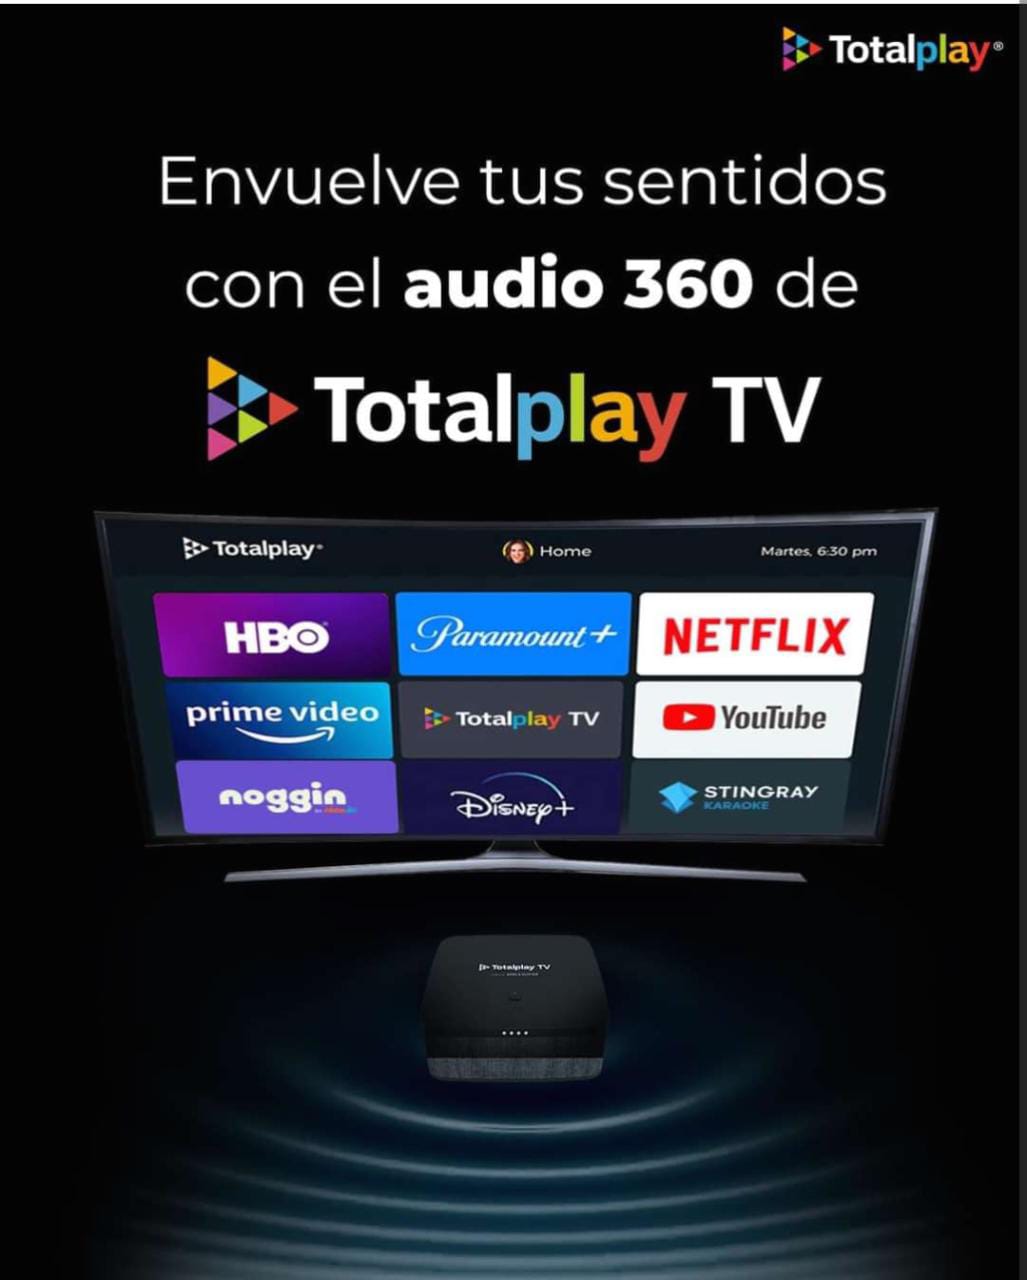 Totalplay®
Envuelve tus sentidos
con el audio 360 de
Totalplay TV
Totalplay®
Home
Martes, 6:30 pm
HBO®
Paramount+
NETFLIX
prime video
Totalplay TV
YouTube
noggin
Disney+
STINGRAY
KARAOKE
Totalplay TV